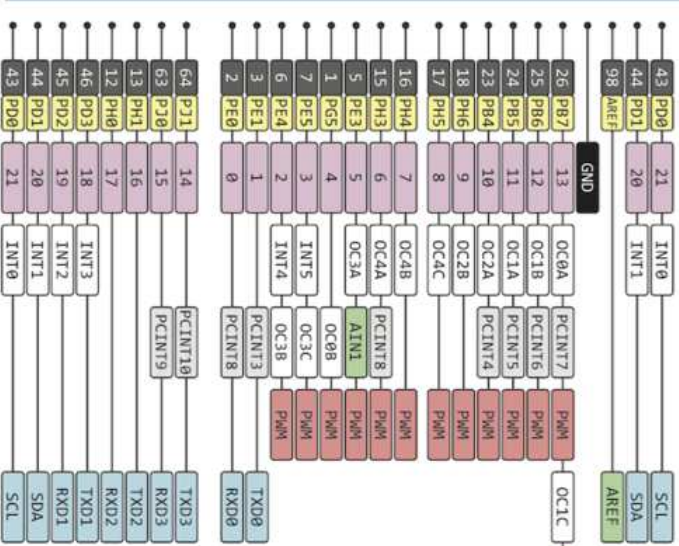 43 PD0 21 INT0 SCL
44 PD1 20 INT1 SDA
98 AREF AREF
GND
26 PB7 13 OC0A PCINT7 PWM OC1C
25 PB6 12 OC1B PCINT6 PWM
24 PB5 11 OC1A PCINT5 PWM
23 PB4 10 OC2A PCINT4 PWM
18 PH6 9 OC2B PWM
17 PH5 8 OC4C PWM
16 PH4 7 OC4B PWM
15 PH3 6 OC4A PCINT8 PWM
5 PE3 5 OC3A AIN1 PWM
1 PG5 4 OC0B PWM
7 PE5 3 INT5 OC3C PWM
6 PE4 2 INT4 OC3B PWM
3 PE1 1 PCINT3 TXD0
2 PE0 0 PCINT8 RXD0
64 PJ1 14 PCINT10 TXD3
63 PJ0 15 PCINT9 RXD3
13 PH1 16 TXD2
12 PH0 17 RXD2
46 PD3 18 INT3 TXD1
45 PD2 19 INT2 RXD1
44 PD1 20 INT1 SDA
43 PD0 21 INT0 SCL